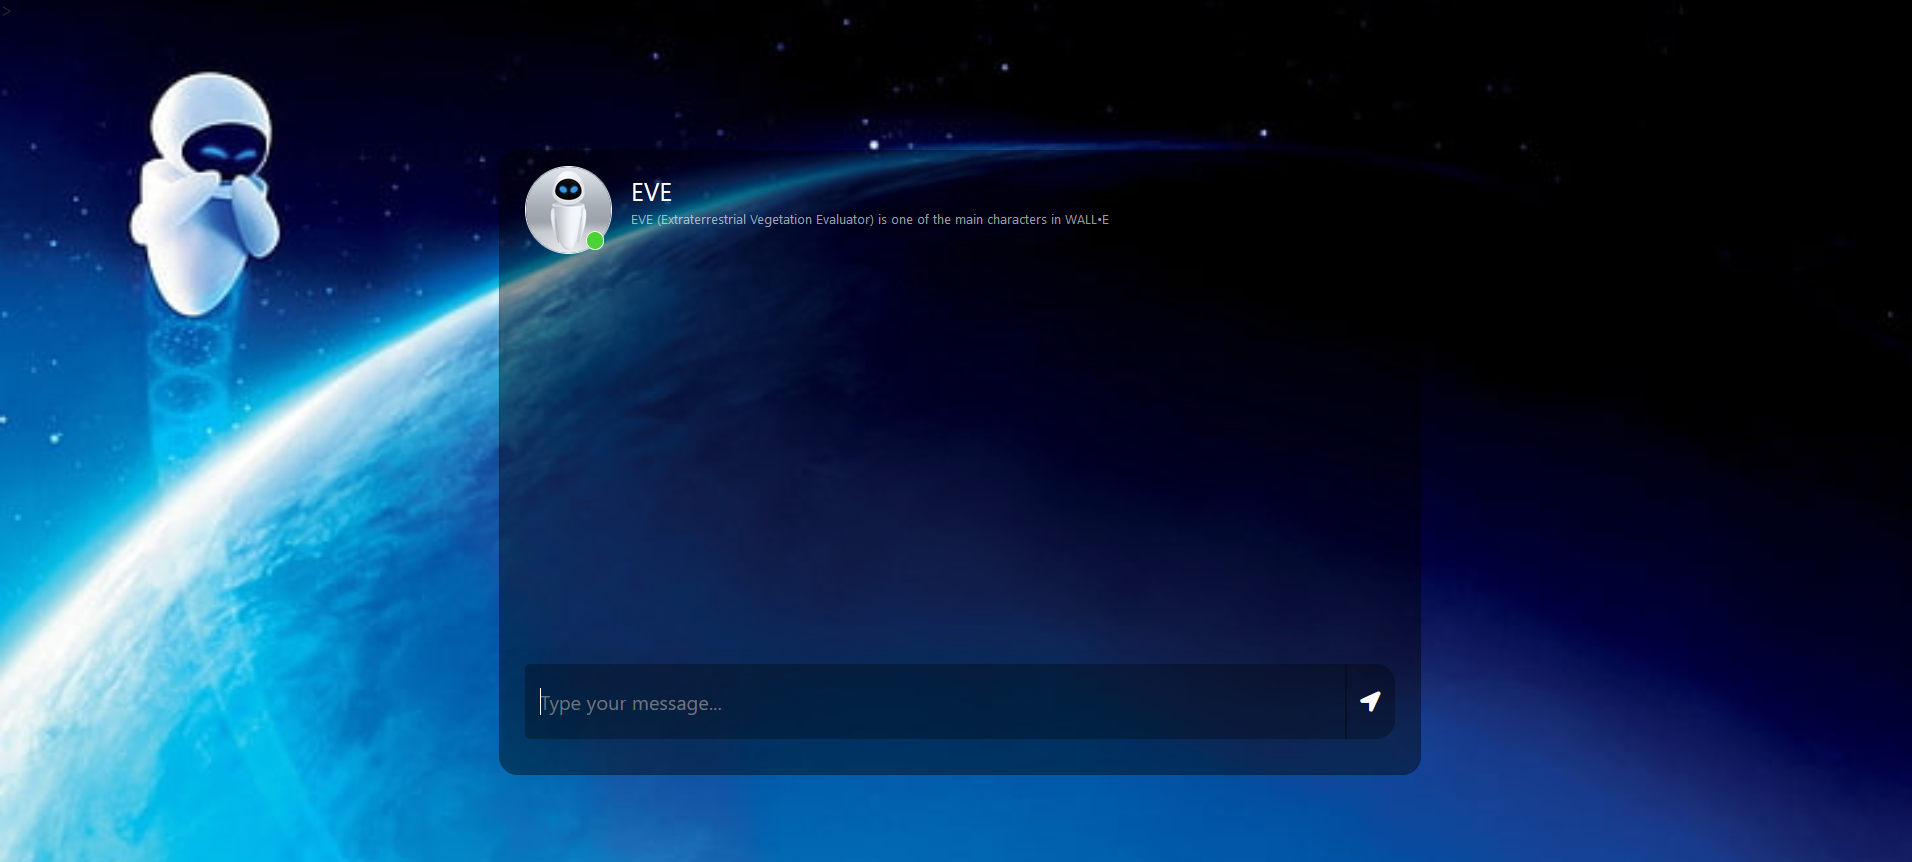 >
EVE
EVE (Extraterrestrial Vegetation Evaluator) is one of the main characters in WALL•E
Type your message...